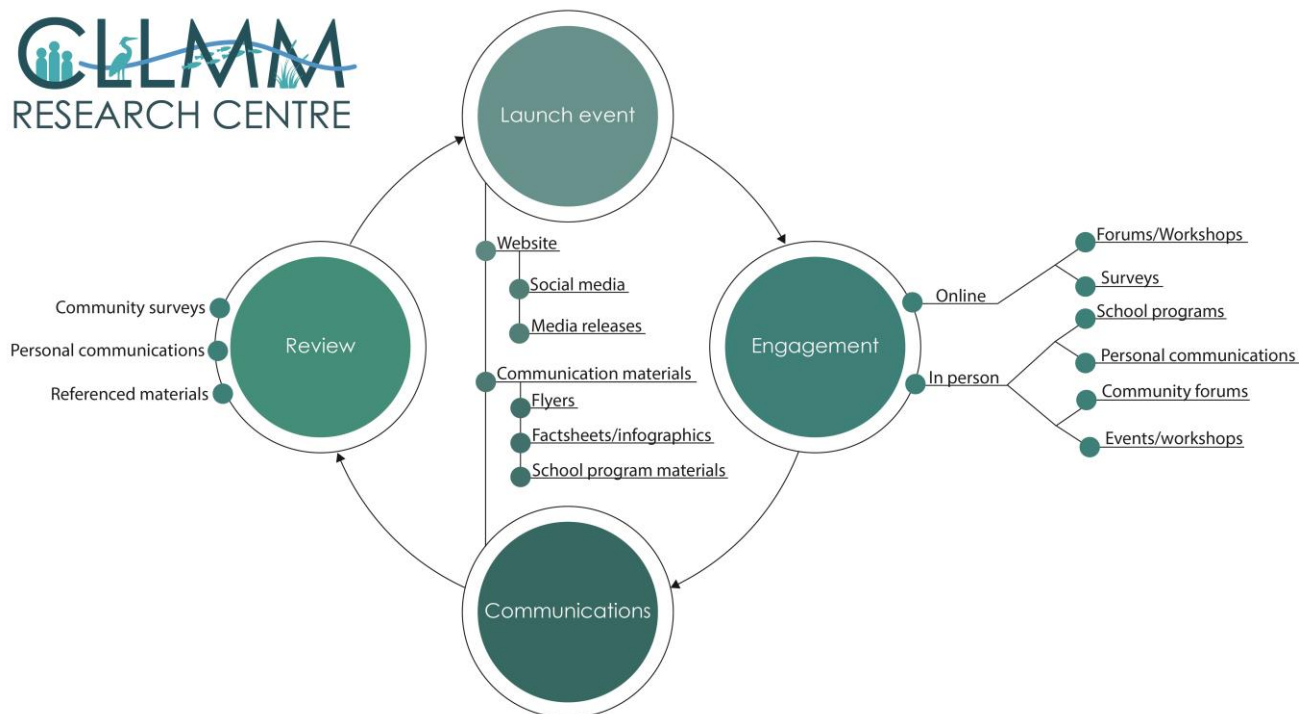 CLLMM
RESEARCH CENTRE
Launch event
Website
Social media
Media releases
Communication materials
Flyers
Factsheets/infographics
School program materials
Engagement
Online
Forums/Workshops
Surveys
In person
School programs
Personal communications
Community forums
Events/workshops
Communications
Review
Community surveys
Personal communications
Referenced materials